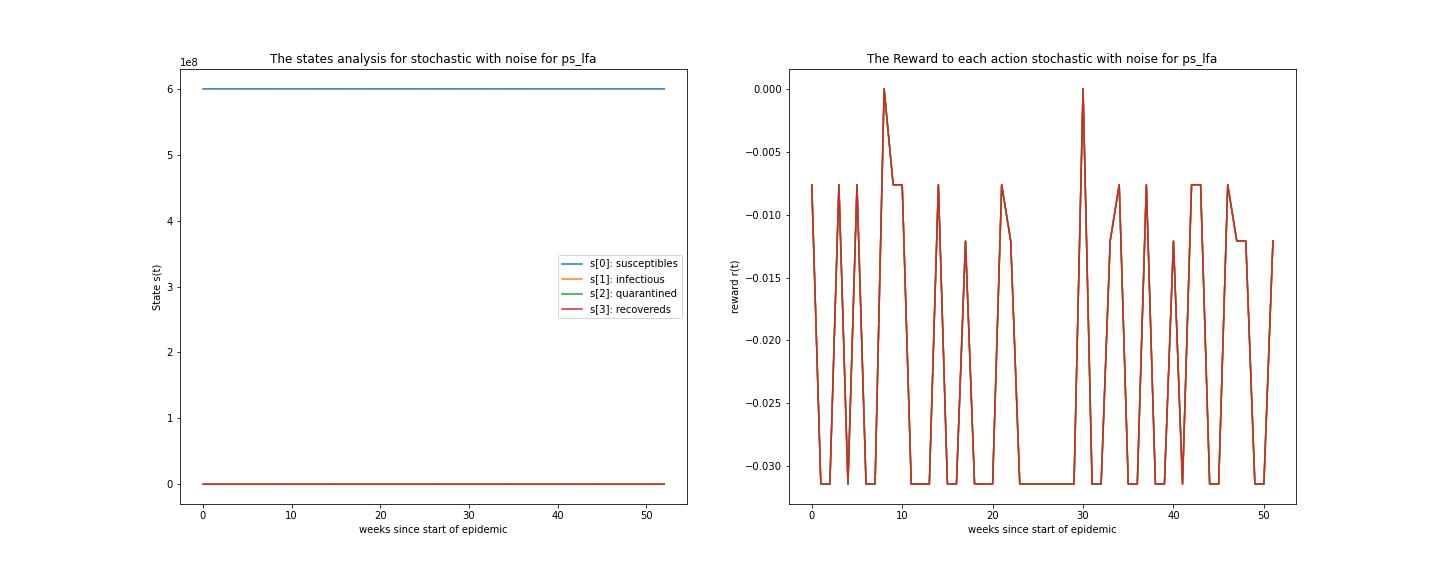 The states analysis for stochastic with noise for ps_lfa
1e8
6
5
4
3
2
1
0
State s(t)
s[0]: susceptibles
s[1]: infectious
s[2]: quarantined
s[3]: recovereds
0
10
20
30
40
50
weeks since start of epidemic
The Reward to each action stochastic with noise for ps_lfa
0.000
−0.005
−0.010
−0.015
−0.020
−0.025
−0.030
reward r(t)
0
10
20
30
40
50
weeks since start of epidemic